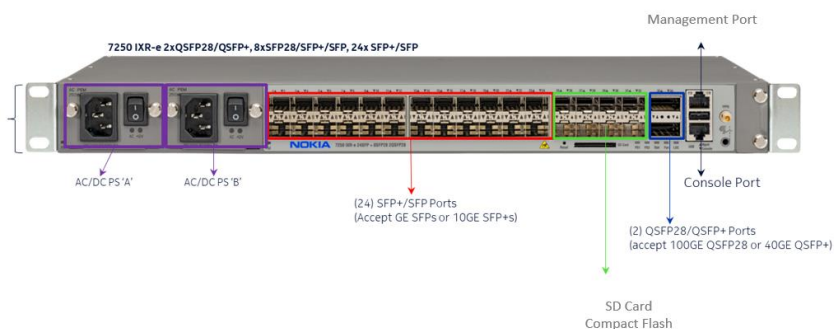 Management Port
7250 IXR-e 2xQSFP28/QSFP+, 8xSFP28/SFP+/SFP, 24x SFP+/SFP
NOKIA
AC/DC PS 'A'
AC/DC PS 'B'
Console Port
(24) SFP+/SFP Ports
(Accept GE SFPs or 10GE SFP+s)
(2) QSFP28/QSFP+ Ports
(accept 100GE QSFP28 or 40GE QSFP+)
SD Card
Compact Flash